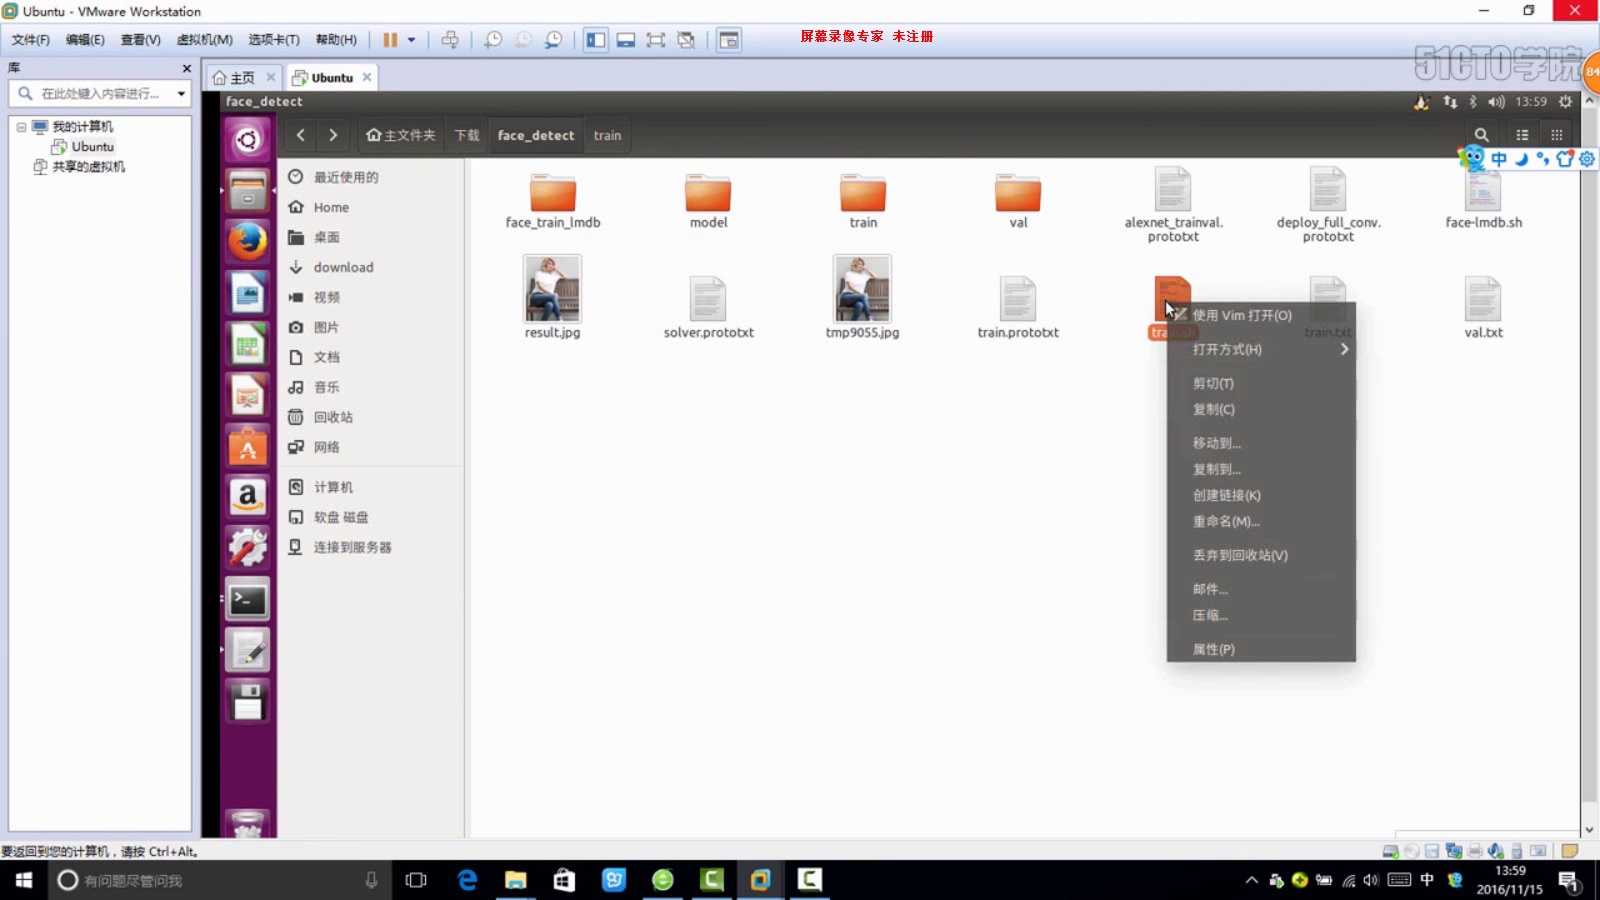 Ubuntu - VMware Workstation
文件(F) 编辑(E) 查看(V) 虚拟机(M) 选项卡(T) 帮助(H)
屏幕录像专家 未注册
51CTO学院
84
库
主页
Ubuntu
在此处键入内容进行...
我的计算机
Ubuntu
共享的虚拟机
face_detect
13:59
主文件夹 下载 face_detect train
中
最近使用的
Home
桌面
download
视频
图片
文档
音乐
回收站
网络
计算机
软盘 磁盘
连接到服务器
face_train_lmdb
model
train
val
alexnet_trainval.
prototxt
deploy_full_conv.
prototxt
face-lmdb.sh
result.jpg
solver.prototxt
tmp9055.jpg
train.prototxt
train.sh
train.txt
val.txt
使用 Vim 打开(O)
打开方式(H)
剪切(T)
复制(C)
移动到...
复制到...
创建链接(K)
重命名(M)...
丢弃到回收站(V)
邮件...
压缩...
属性(P)
要返回到您的计算机，请按 Ctrl+Alt。
有问题尽管问我
中
13:59
2016/11/15
1